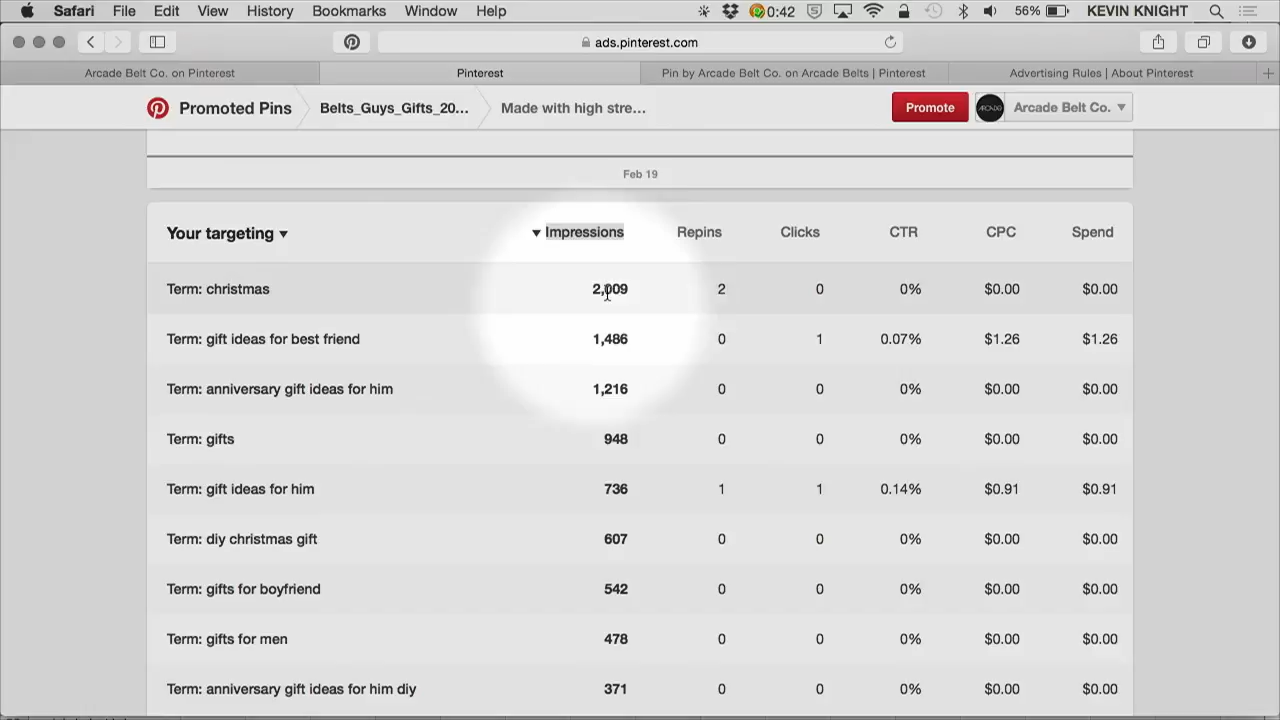 Safari File Edit View History Bookmarks Window Help 0:42 56% KEVIN KNIGHT
ads.pinterest.com
Arcade Belt Co. on Pinterest Pinterest Pin by Arcade Belt Co. on Arcade Belts | Pinterest Advertising Rules | About Pinterest
Promoted Pins Belts_Guys_Gifts_20... Made with high stre... Promote Arcade Belt Co.
Feb 19
Your targeting Impressions Repins Clicks CTR CPC Spend
Term: christmas 2,009 2 0 0% $0.00 $0.00
Term: gift ideas for best friend 1,486 0 1 0.07% $1.26 $1.26
Term: anniversary gift ideas for him 1,216 0 0 0% $0.00 $0.00
Term: gifts 948 0 0 0% $0.00 $0.00
Term: gift ideas for him 736 1 1 0.14% $0.91 $0.91
Term: diy christmas gift 607 0 0 0% $0.00 $0.00
Term: gifts for boyfriend 542 0 0 0% $0.00 $0.00
Term: gifts for men 478 0 0 0% $0.00 $0.00
Term: anniversary gift ideas for him diy 371 0 0 0% $0.00 $0.00